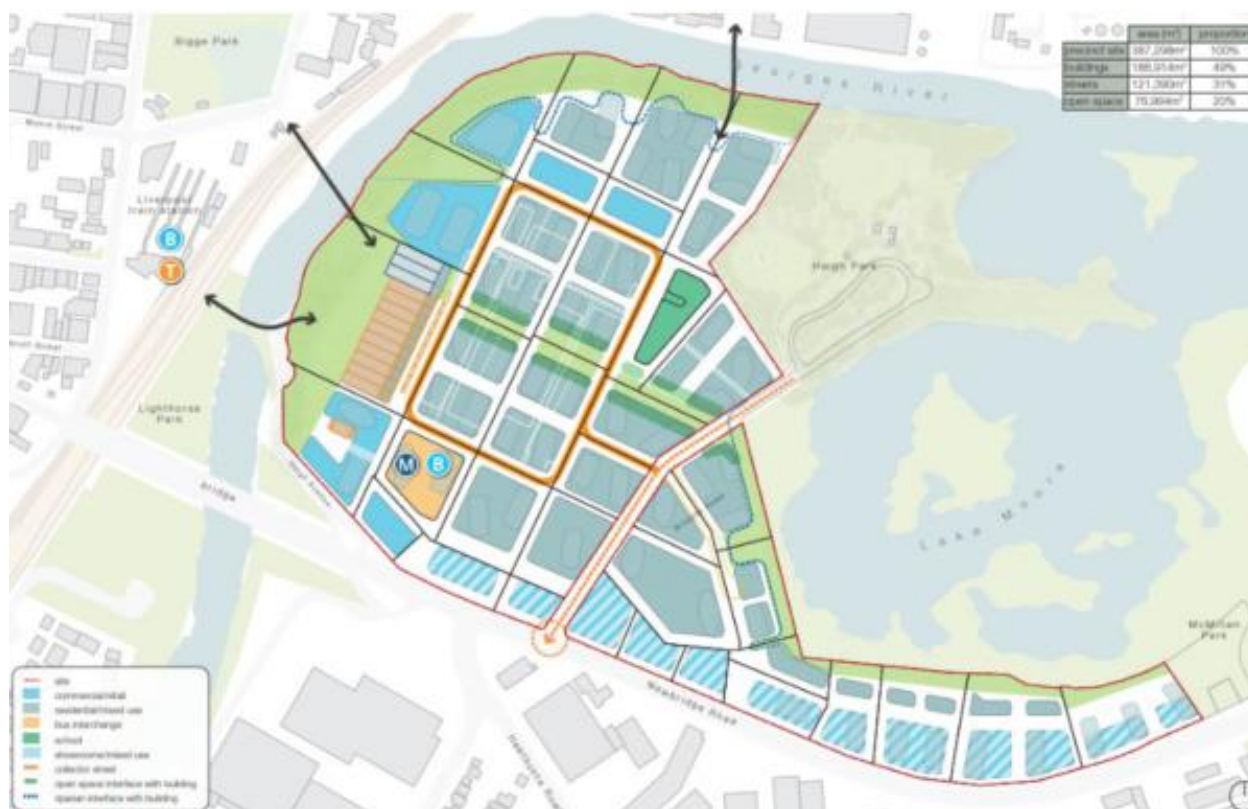 Bigge Park
Georges River
area (m²) proportion
precinct site 387,298m² 100%
buildings 188,914m² 49%
streets 121,390m² 31%
open space 20%
Liverpool
train station
B
T
Haigh Park
Lighthorse
Park
M
B
bridge
Lake Moore
McMillan
Park
Newbridge Road
Heathcote Road
site
commercial/retail
residential/mixed use
bus interchange
school
showrooms/mixed use
collector street
open space interface with building
riparian interface with building